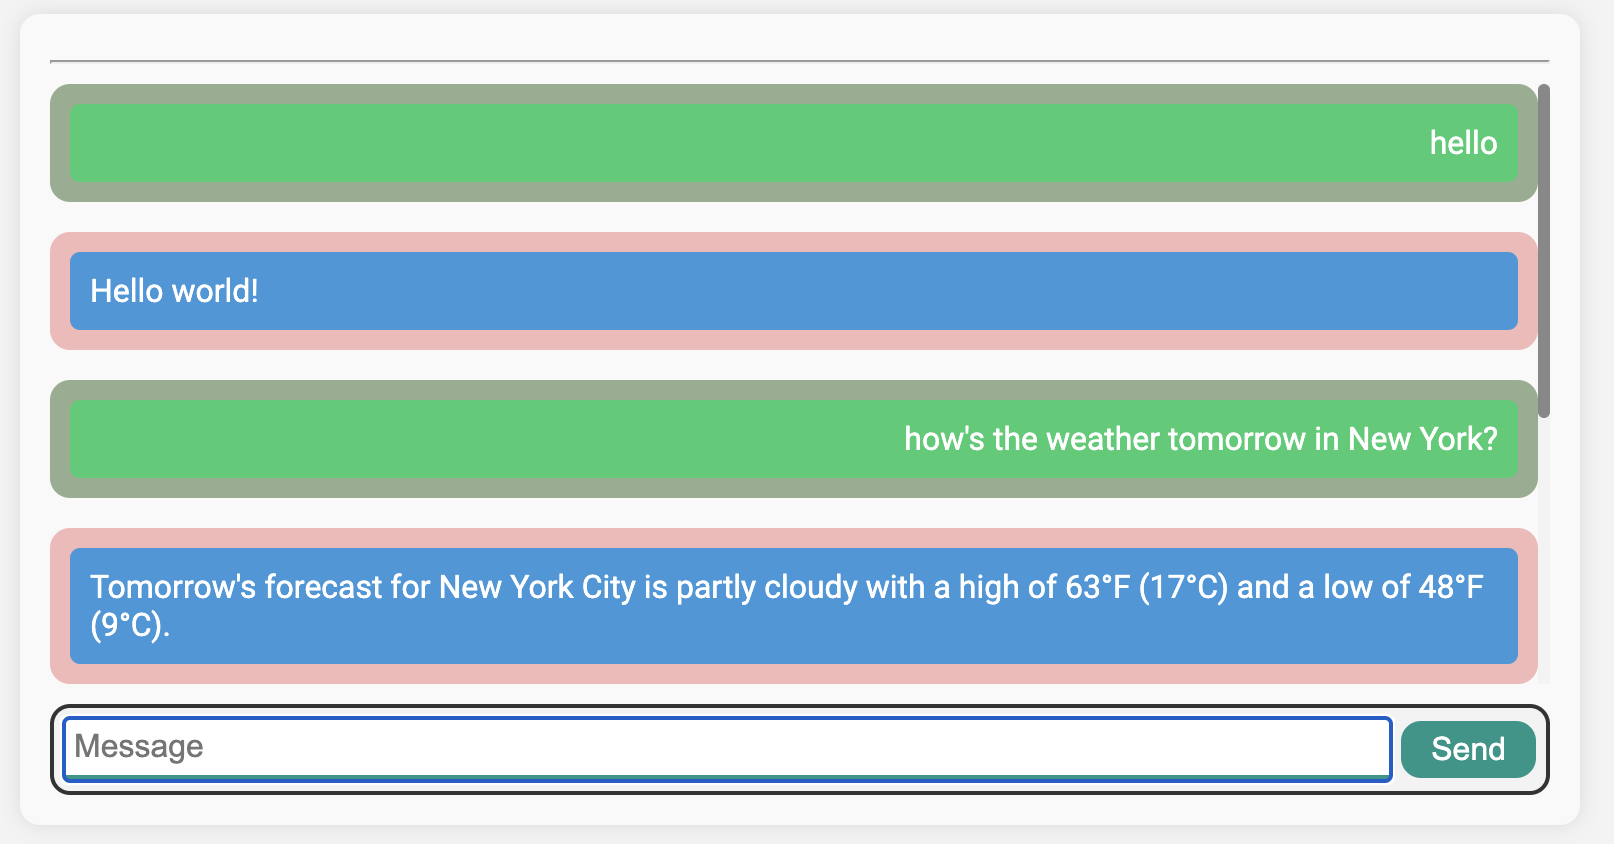 hello
Hello world!
how's the weather tomorrow in New York?
Tomorrow's forecast for New York City is partly cloudy with a high of 63°F (17°C) and a low of 48°F
(9°C).
Message
Send